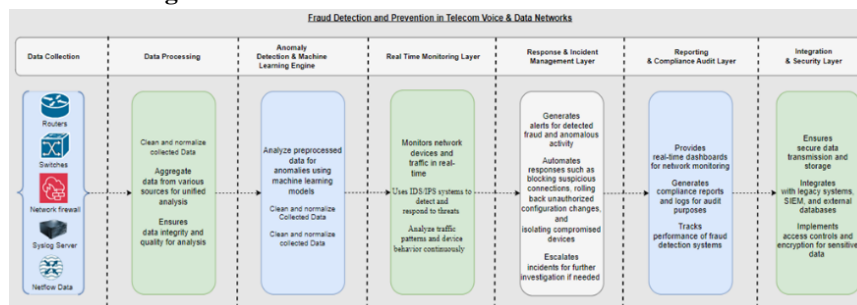 Fraud Detection and Prevention in Telecom Voice & Data Networks
Data Collection
Data Processing
Anomaly
Detection & Machine
Learning Engine
Real Time Monitoring Layer
Response & Incident
Management Layer
Reporting
& Compliance Audit Layer
Integration
& Security Layer
Routers
Switches
Network firewall
Syslog Server
Netflow Data
Clean and normalize
collected Data
Aggregate
data from various
sources for unified
analysis
Ensures
data integrity and
quality for analysis
Analyze preprocessed
data for
anomalies using
machine learning
models
Clean and normalize
Collected Data
Clean and normalize
collected Data
Monitors network
devices and
traffic in real-
time
Uses IDS/IPS systems to
detect and
respond to threats
Analyze traffic
patterns and device
behavior continuously
Generates
alerts for detected
fraud and anomalous
activity
Automates
responses such as
blocking suspicious
connections, rolling
back unauthorized
configuration changes,
and
isolating compromised
devices
Escalates
incidents for further
investigation if needed
Provides
real-time dashboards
for network monitoring
Generates
compliance reports
and logs for audit
purposes
Tracks
performance of fraud
detection systems
Ensures
secure data
transmission and
storage
Integrates
with legacy systems,
SIEM, and external
databases
Implements
access controls and
encryption for sensitive
data